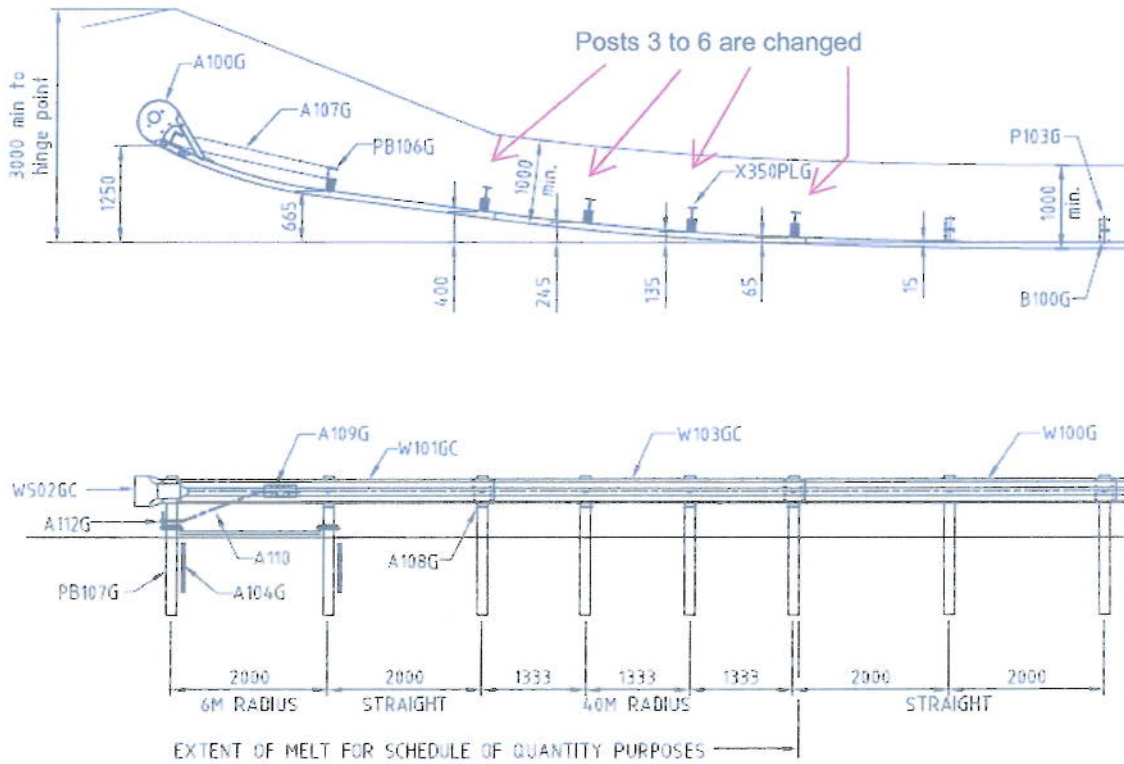 Posts 3 to 6 are changed
A100G
A107G
PB106G
X350PLG
P103G
3000 min to
hinge point
1250
665
1000
min.
1000
min.
400
245
135
65
15
B100G
A109G
W101GC
W103GC
W100G
WS02GC
A112G
A110
A108G
PB107G
A104G
2000
2000
1333
1333
1333
2000
2000
6M RADIUS
STRAIGHT
40M RADIUS
STRAIGHT
EXTENT OF MELT FOR SCHEDULE OF QUANTITY PURPOSES